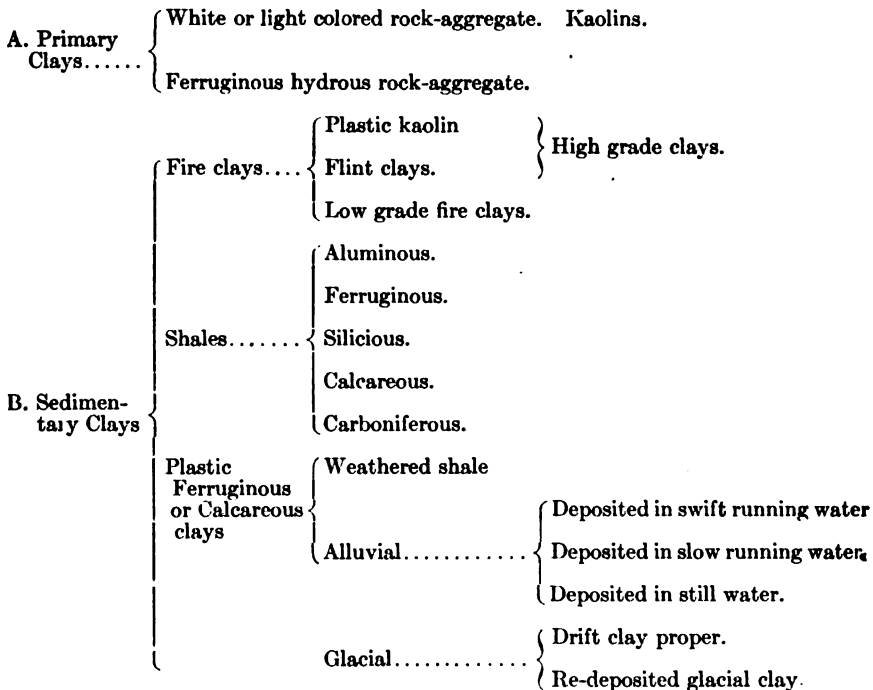 White or light colored rock-aggregate. Kaolins.
A. Primary
Clays......
Ferruginous hydrous rock-aggregate.
Plastic kaolin
High grade clays.
Fire clays.... Flint clays.
Low grade fire clays.
Aluminous.
Ferruginous.
Shales....... Silicious.
Calcareous.
B. Sedimen-
tary Clays
Carboniferous.
Plastic
Ferruginous
or Calcareous
clays
Weathered shale
Deposited in swift running water
Alluvial............ Deposited in slow running water.
Deposited in still water.
Drift clay proper.
Glacial.............
Re-deposited glacial clay.